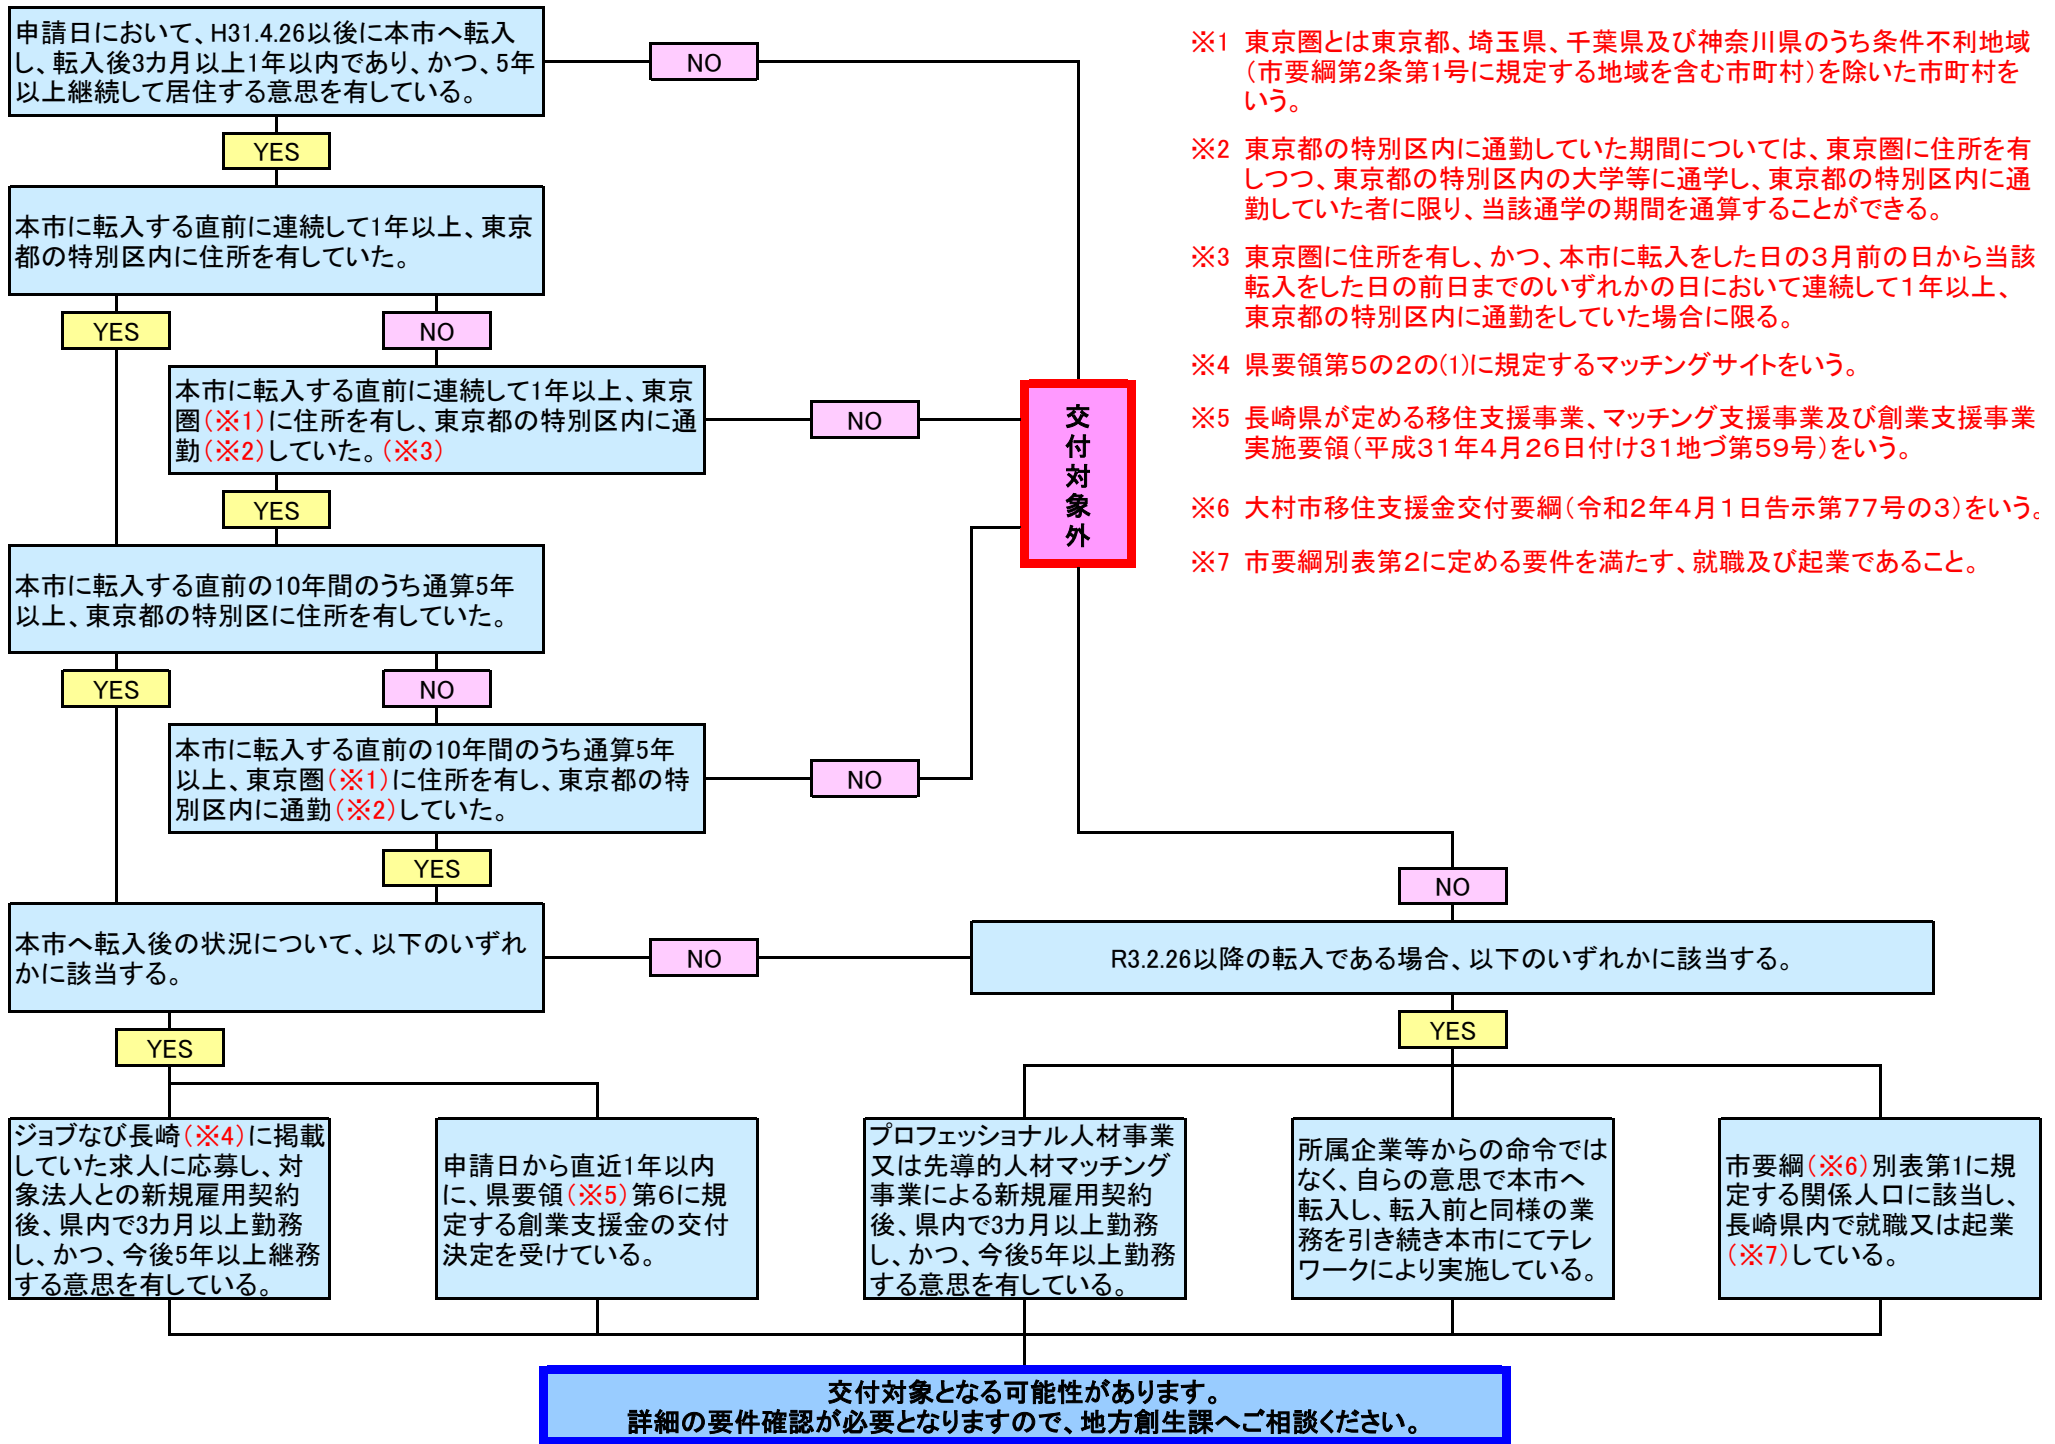 申請日において、H31.4.26以後に本市へ転入
し、転入後3カ月以上1年以内であり、かつ、5年
以上継続して居住する意思を有している。
NO
YES
本市に転入する直前に連続して1年以上、東京
都の特別区内に住所を有していた。
YES
NO
本市に転入する直前に連続して1年以上、東京
圏(※1)に住所を有し、東京都の特別区内に通
勤(※2)していた。(※3)
NO
YES
交
付
対
象
外
本市に転入する直前の10年間のうち通算5年
以上、東京都の特別区に住所を有していた。
YES
NO
本市に転入する直前の10年間のうち通算5年
以上、東京圏(※1)に住所を有し、東京都の特
別区内に通勤(※2)していた。
NO
YES
本市へ転入後の状況について、以下のいずれ
かに該当する。
NO
NO
R3.2.26以降の転入である場合、以下のいずれかに該当する。
YES
YES
ジョブなび長崎(※4)に掲載
していた求人に応募し、対
象法人との新規雇用契約
後、県内で3カ月以上勤務
し、かつ、今後5年以上継務
する意思を有している。
申請日から直近1年以内
に、県要領(※5)第6に規
定する創業支援金の交付
決定を受けている。
プロフェッショナル人材事業
又は先導的人材マッチング
事業による新規雇用契約
後、県内で3カ月以上勤務
し、かつ、今後5年以上勤務
する意思を有している。
所属企業等からの命令では
なく、自らの意思で本市へ
転入し、転入前と同様の業
務を引き続き本市にてテレ
ワークにより実施している。
市要綱(※6)別表第1に規
定する関係人口に該当し、
長崎県内で就職又は起業
(※7)している。
交付対象となる可能性があります。
詳細の要件確認が必要となりますので、地方創生課へご相談ください。
※1 東京圏とは東京都、埼玉県、千葉県及び神奈川県のうち条件不利地域
(市要綱第2条第1号に規定する地域を含む市町村)を除いた市町村を
いう。
※2 東京都の特別区内に通勤していた期間については、東京圏に住所を有
しつつ、東京都の特別区内の大学等に通学し、東京都の特別区内に通
勤していた者に限り、当該通学の期間を通算することができる。
※3 東京圏に住所を有し、かつ、本市に転入をした日の3月前の日から当該
転入をした日の前日までのいずれかの日において連続して1年以上、
東京都の特別区内に通勤をしていた場合に限る。
※4 県要領第5の2の(1)に規定するマッチングサイトをいう。
※5 長崎県が定める移住支援事業、マッチング支援事業及び創業支援事業
実施要領(平成31年4月26日付け31地づ第59号)をいう。
※6 大村市移住支援金交付要綱(令和2年4月1日告示第77号の3)をいう。
※7 市要綱別表第2に定める要件を満たす、就職及び起業であること。